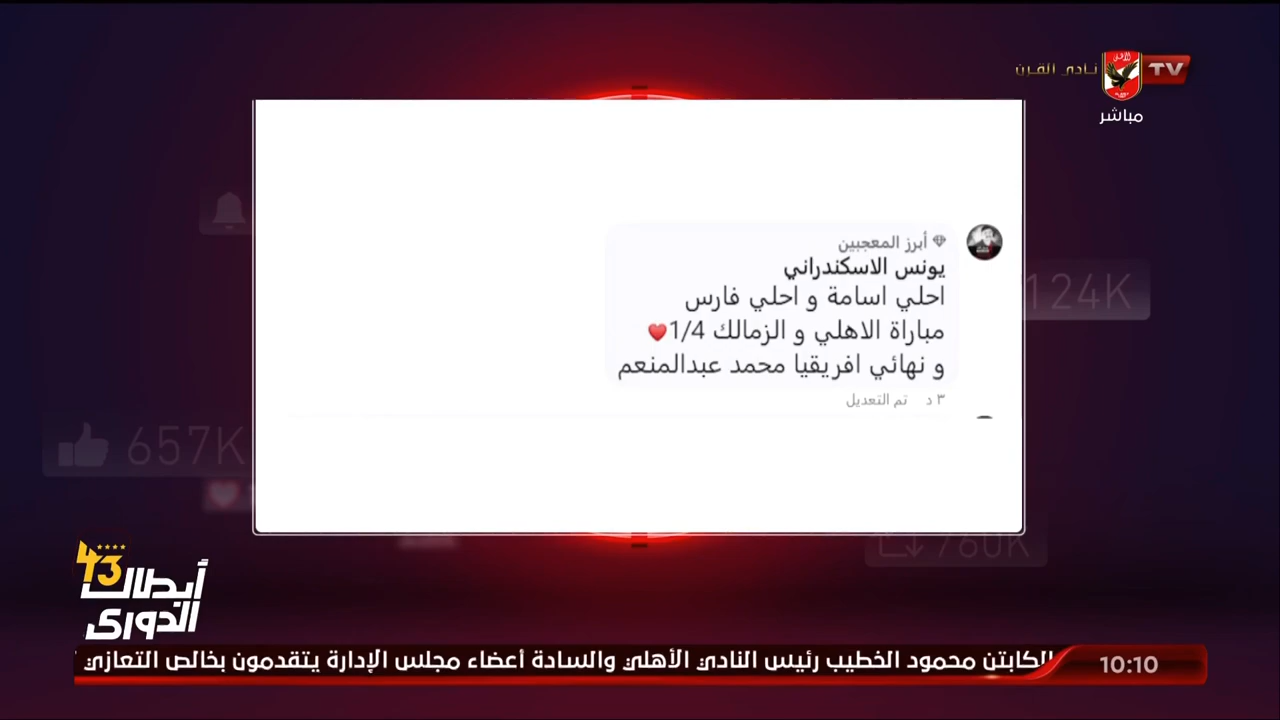 نادي القرن
TV
مباشر
أبرز المعجبين
يونس الاسكندراني
احلي اسامة و احلي فارس
مباراة الاهلي و الزمالك 1/4❤️
و نهائي افريقيا محمد عبدالمنعم
٣ د تم التعديل
124K
657K
760K
43
أبطال
الدورى
الكابتن محمود الخطيب رئيس النادي الأهلي والسادة أعضاء مجلس الإدارة يتقدمون بخالص التعازي
10:10